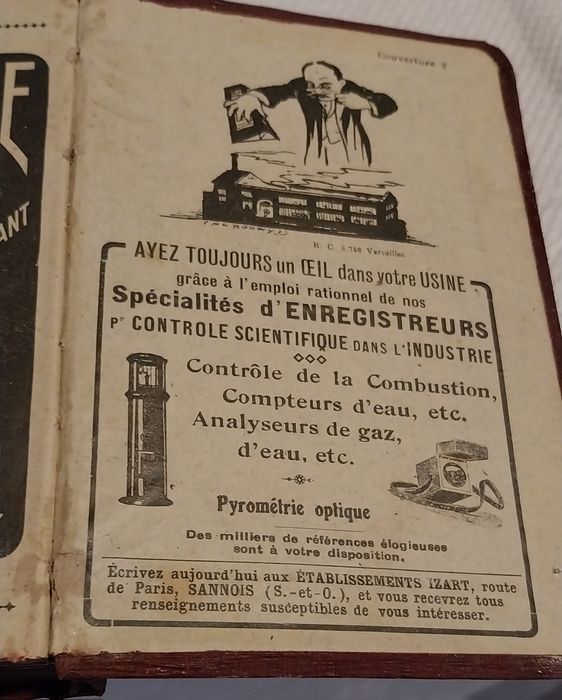 E
ANT
Couverture 3
R. C. 3.748 Versailles
AYEZ TOUJOURS un ŒIL dans votre USINE
grâce à l'emploi rationnel de nos
Spécialités d'ENREGISTREURS
Pr CONTROLE SCIENTIFIQUE DANS L'INDUSTRIE
Contrôle de la Combustion,
Compteurs d'eau, etc.
Analyseurs de gaz,
d'eau, etc.
Pyrométrie optique
Des milliers de références élogieuses
sont à votre disposition.
Écrivez aujourd'hui aux ÉTABLISSEMENTS IZART, route
de Paris, SANNOIS (S.-et-O.), et vous recevrez tous
renseignements susceptibles de vous intéresser.